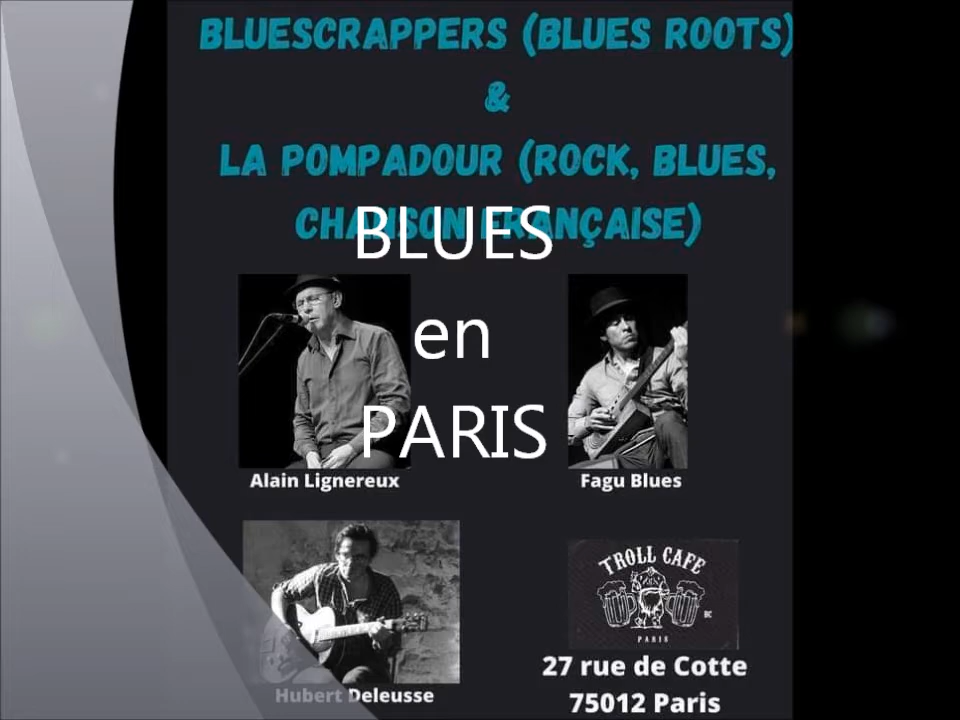 BLUESCRAPPERS (BLUES ROOTS)
&
LA POMPADOUR (ROCK, BLUES,
CHANSON FRANÇAISE)
BLUES
en
PARIS
Alain Lignereux
Fagu Blues
TROLL CAFE
BC
PARIS
27 rue de Cotte
75012 Paris
Hubert Deleusse